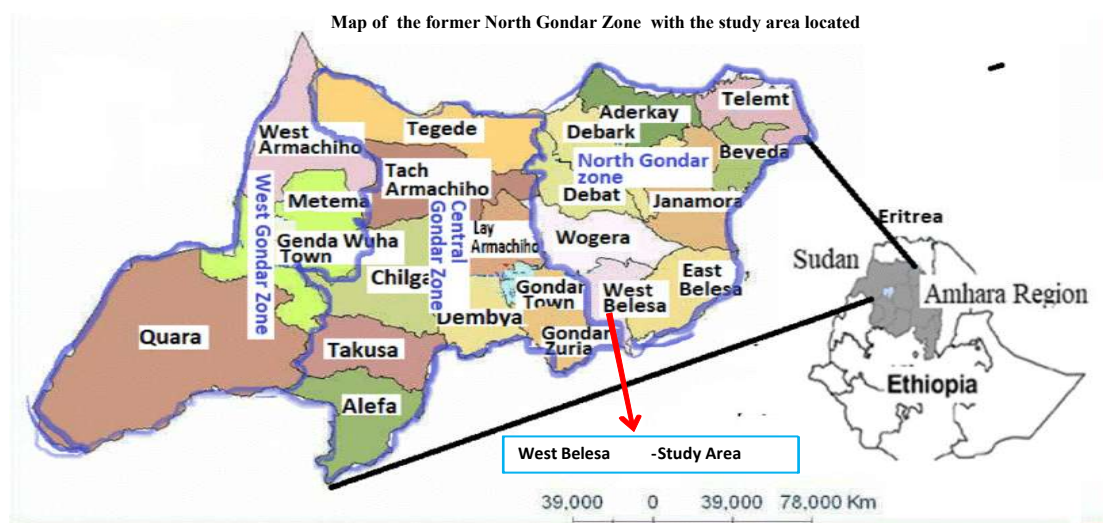 Map of the former North Gondar Zone with the study area located
Telemt
Aderkay
Tegede
Debark
West
Armachiho
Beyeda
North Gondar
zone
Tach
Armachiho
Debat
Janamora
Metema
West Gondar Zone
Central
Gondar Zone
Lay
Armachiho
Wogera
Genda Wuha
Town
Chilga
East
Belesa
West
Belesa
Gondar
Town
Dembya
Gondar
Zuria
Quara
Takusa
Alefa
Eritrea
Sudan
Amhara Region
Ethiopia
West Belesa -Study Area
39,000 0 39,000 78,000 Km